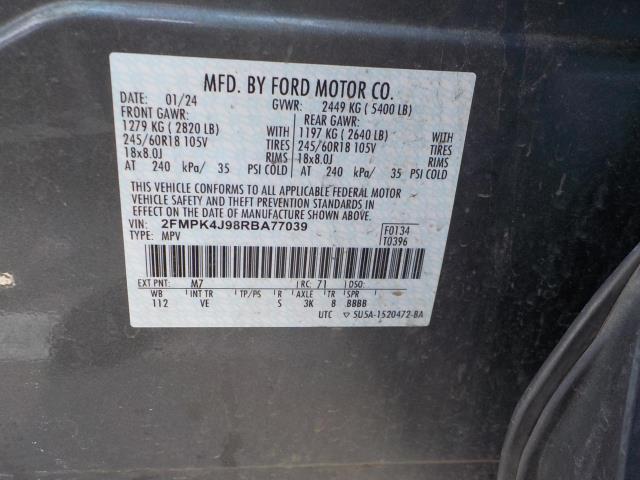 MFD. BY FORD MOTOR CO.
DATE: 01/24 GVWR: 2449 KG ( 5400 LB)
FRONT GAWR: REAR GAWR:
1279 KG ( 2820 LB) 1197 KG ( 2640 LB)
245/60R18 105V TIRES 245/60R18 105V TIRES
18x8.0J RIMS 18x8.0J RIMS
AT 240 kPa/ 35 PSI COLD AT 240 kPa/ 35 PSI COLD
THIS VEHICLE CONFORMS TO ALL APPLICABLE FEDERAL MOTOR
VEHICLE SAFETY AND THEFT PREVENTION STANDARDS IN
EFFECT ON THE DATE OF MANUFACTURE SHOWN ABOVE.
VIN: 2FMPK4J98RBA77039 F0134
TYPE: MPV T0396
EXT PNT: M7 RC: 71 DSO:
WB INT TR TP/PS R AXLE TR SPR
112 VE S 3K 8 BBBB
UTC ▽ 5U5A-1520472-BA